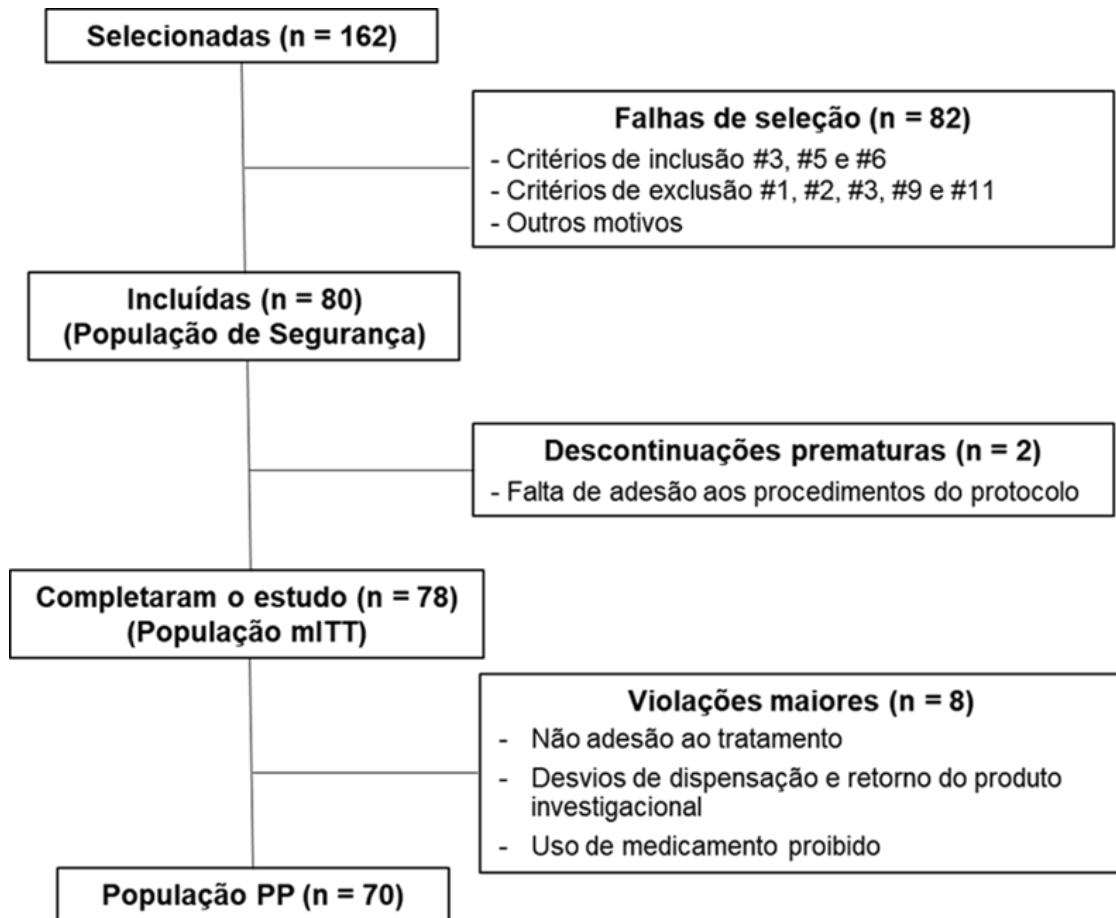 Selecionadas (n = 162)
Falhas de seleção (n = 82)
- Critérios de inclusão #3, #5 e #6
- Critérios de exclusão #1, #2, #3, #9 e #11
- Outros motivos
Incluídas (n = 80)
(População de Segurança)
Descontinuações prematuras (n = 2)
- Falta de adesão aos procedimentos do protocolo
Completaram o estudo (n = 78)
(População mITT)
Violações maiores (n = 8)
- Não adesão ao tratamento
- Desvios de dispensação e retorno do produto
investigacional
- Uso de medicamento proibido
População PP (n = 70)